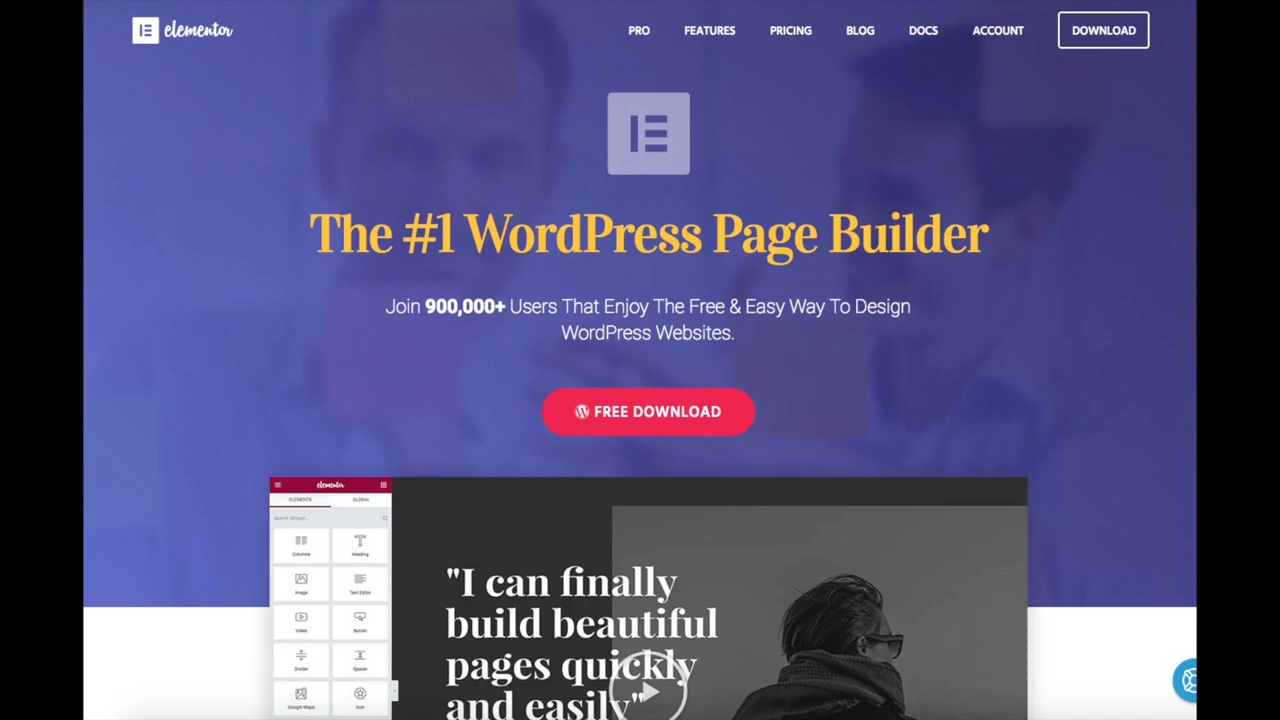 elementor
PRO FEATURES PRICING BLOG DOCS ACCOUNT DOWNLOAD
The #1 WordPress Page Builder
Join 900,000+ Users That Enjoy The Free & Easy Way To Design
WordPress Websites.
FREE DOWNLOAD
elementor
ELEMENTS GLOBAL
Search Widget...
Columns Heading
Image Text Editor
Video Button
Divider Spacer
Google Maps Icon
"I can finally
build beautiful
pages quickly
and easily"